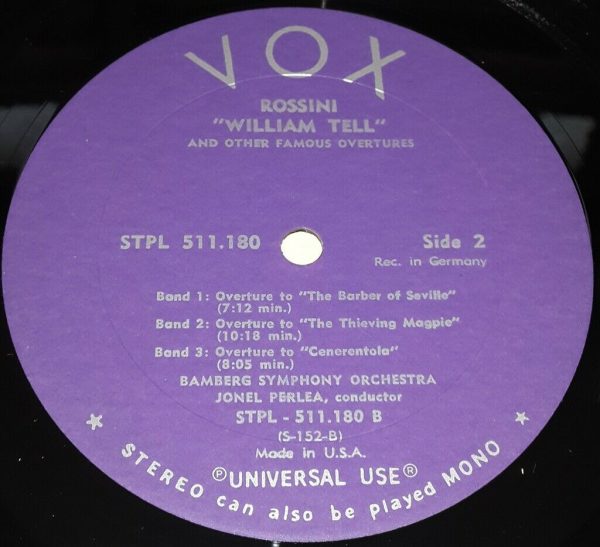 VOX
ROSSINI
"WILLIAM TELL"
AND OTHER FAMOUS OVERTURES
STPL 511.180
Side 2
Rec. in Germany
Band 1: Overture to "The Barber of Seville"
(7:12 min.)
Band 2: Overture to "The Thieving Magpie"
(10:18 min.)
Band 3: Overture to "Cenerentola"
(8:05 min.)
BAMBERG SYMPHONY ORCHESTRA
JONEL PERLEA, conductor
STPL - 511.180 B
(S-152-B)
Made in U.S.A.
Ⓟ UNIVERSAL USE ®
★ STEREO can also be played MONO ★